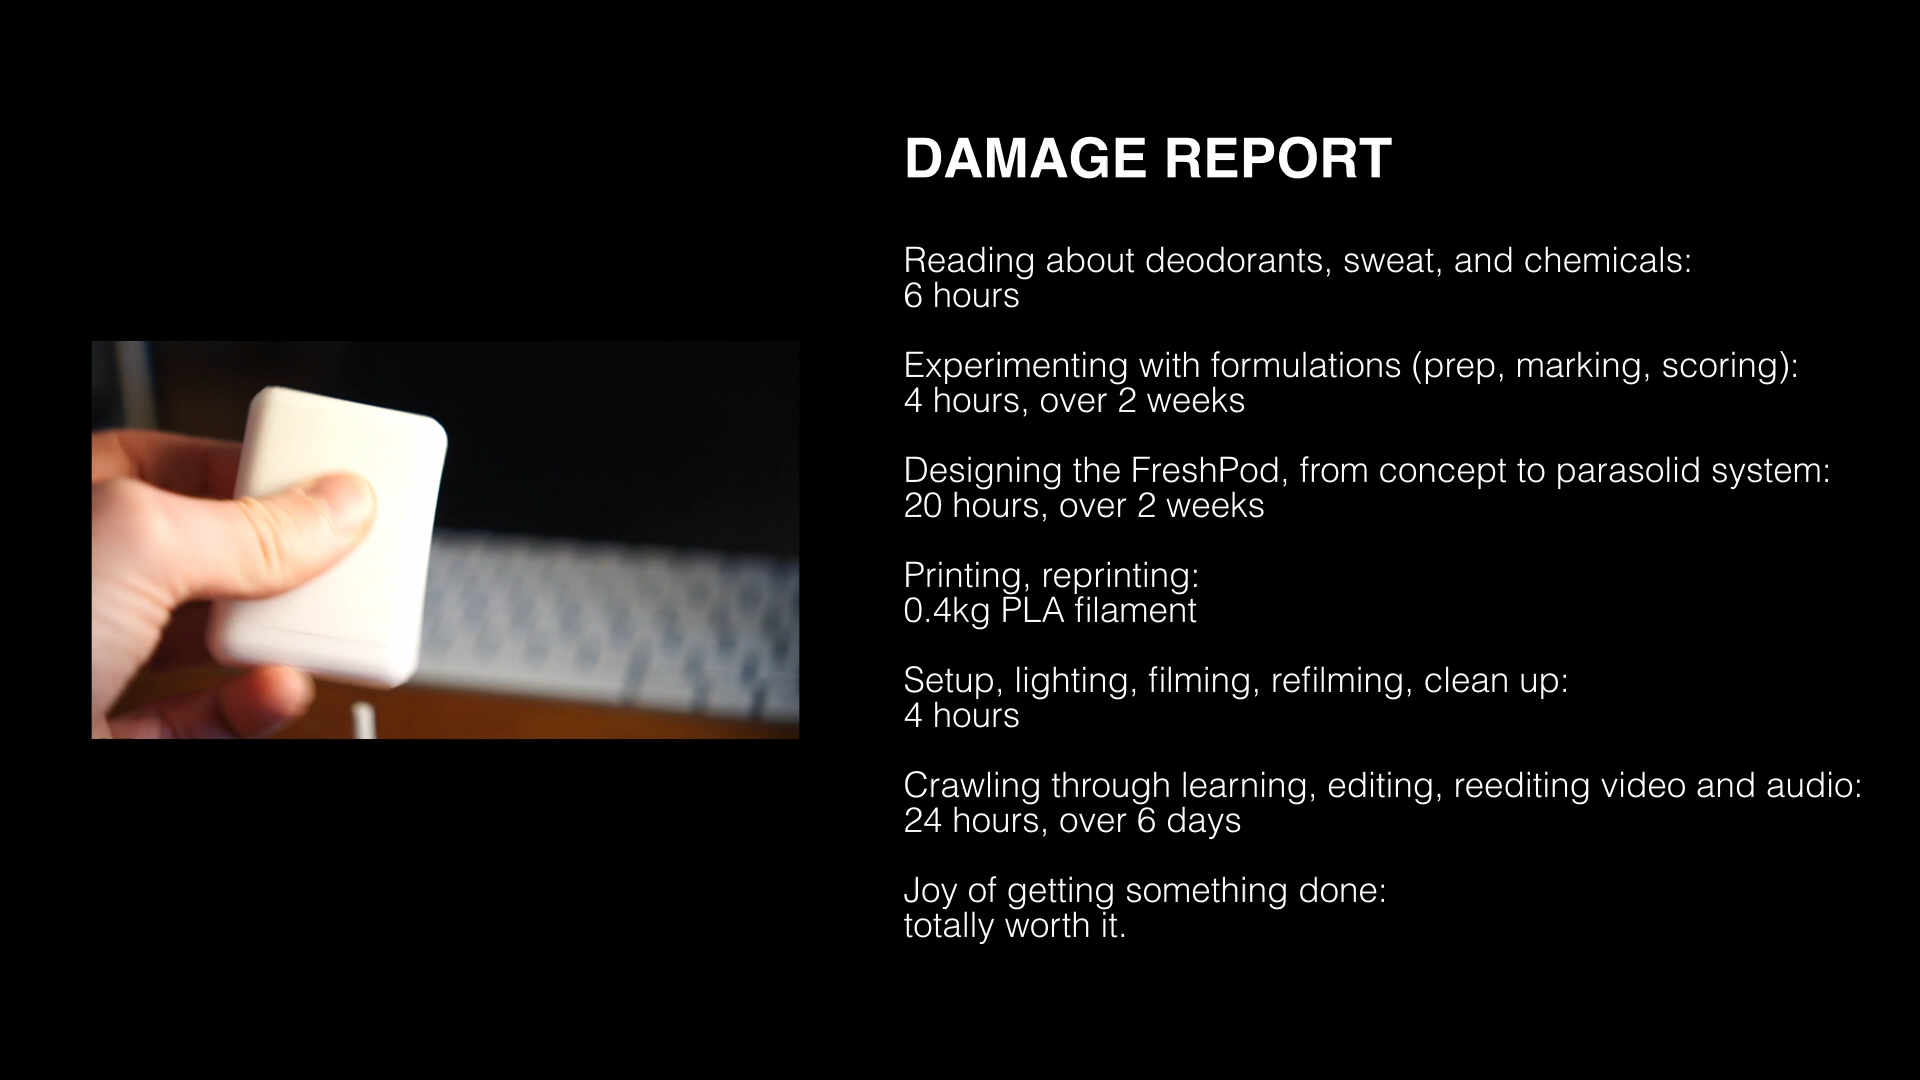 DAMAGE REPORT
Reading about deodorants, sweat, and chemicals:
6 hours
Experimenting with formulations (prep, marking, scoring):
4 hours, over 2 weeks
Designing the FreshPod, from concept to parasolid system:
20 hours, over 2 weeks
Printing, reprinting:
0.4kg PLA filament
Setup, lighting, filming, refilming, clean up:
4 hours
Crawling through learning, editing, reediting video and audio:
24 hours, over 6 days
Joy of getting something done:
totally worth it.